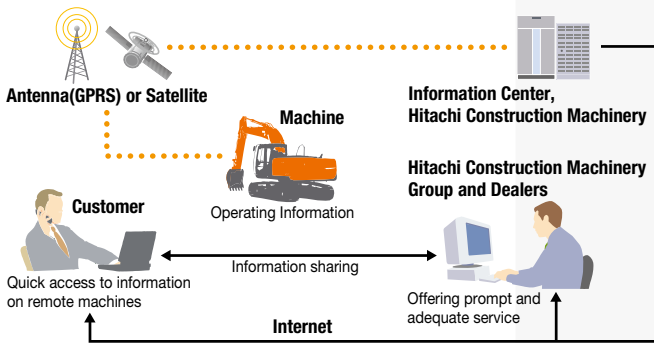 Antenna(GPRS) or Satellite
Information Center,
Hitachi Construction Machinery
Machine
Operating Information
Hitachi Construction Machinery
Group and Dealers
Customer
Quick access to information
on remote machines
Information sharing
Offering prompt and
adequate service
Internet